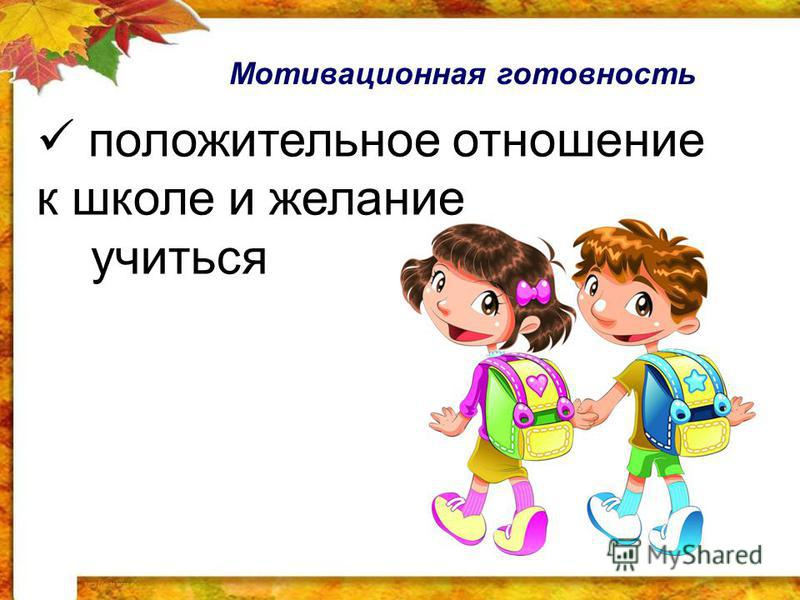 Мотивационная готовность
✓ положительное отношение
к школе и желание
учиться
MyShared